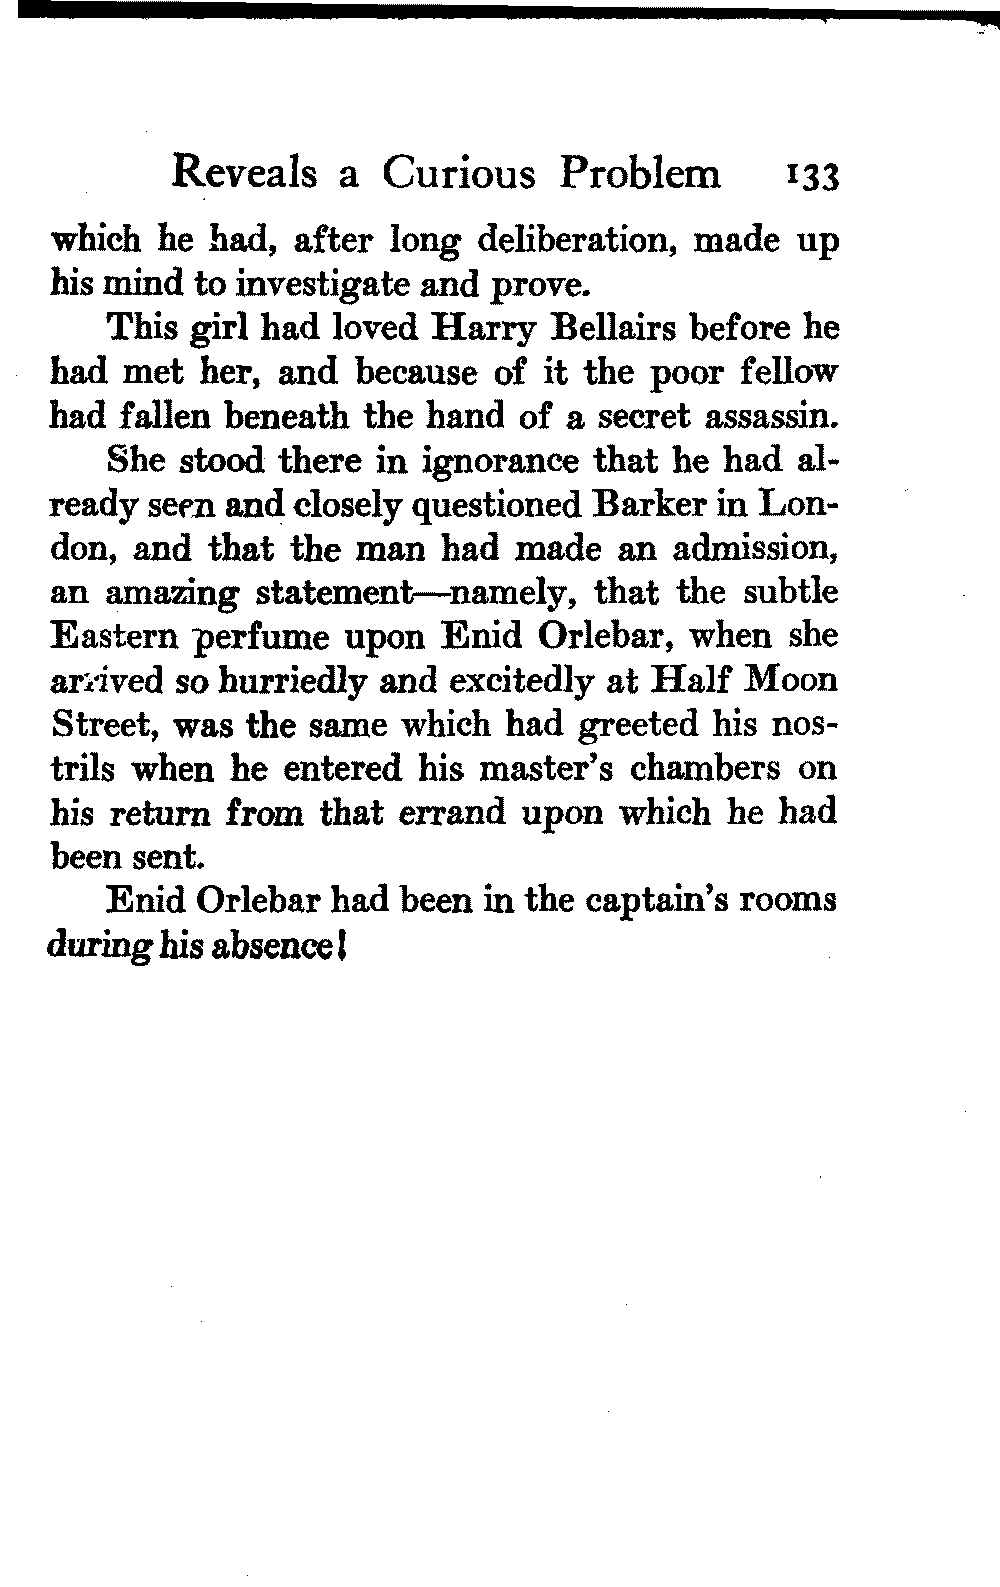 Reveals a Curious Problem 133
which he had, after long deliberation, made up
his mind to investigate and prove.
This girl had loved Harry Bellairs before he
had met her, and because of it the poor fellow
had fallen beneath the hand of a secret assassin.
She stood there in ignorance that he had al-
ready seen and closely questioned Barker in Lon-
don, and that the man had made an admission,
an amazing statement—namely, that the subtle
Eastern perfume upon Enid Orlebar, when she
arrived so hurriedly and excitedly at Half Moon
Street, was the same which had greeted his nos-
trils when he entered his master's chambers on
his return from that errand upon which he had
been sent.
Enid Orlebar had been in the captain's rooms
during his absence!